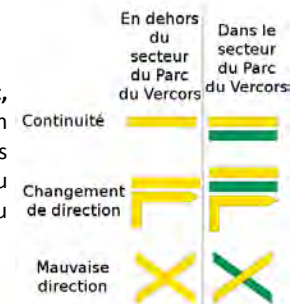 En dehors
du
secteur
du Parc
du Vercors
Dans le
secteur
du Parc
du Vercors
Continuité
Changement
de direction
Mauvaise
direction